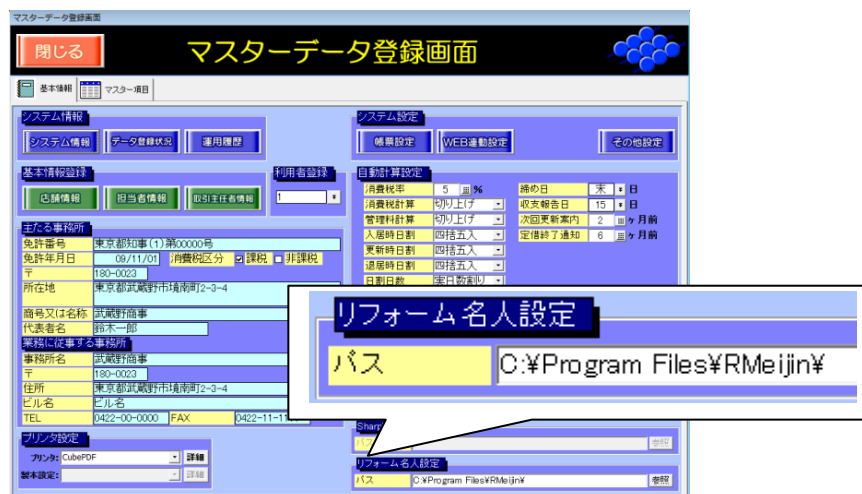 マスターデータ登録画面
閉じる マスターデータ登録画面
基本情報 マスター項目
システム情報
システム情報 データ登録状況 運用履歴
基本情報登録 利用者登録
店舗情報 担当者情報 取引主任者情報 1
主たる事務所
免許番号 東京都知事(1)第00000号
免許年月日 09/11/01 消費税区分 課税 非課税
〒 180-0023
所在地 東京都武蔵野市境南町2-3-4
商号又は名称 武蔵野商事
代表者名 鈴木一郎
業務に従事する事務所
事務所名 武蔵野商事
〒 180-0023
住所 東京都武蔵野市境南町2-3-4
ビル名 ビル名
TEL 0422-00-0000 FAX 0422-11-11
プリンタ設定
プリンタ: CubePDF 詳細
製本設定: 詳細
システム設定
帳票設定 WEB連動設定 その他設定
自動計算設定
消費税率 5 % 締め日 末 日
消費税計算 切り上げ 収支報告日 15 日
管理料計算 切り上げ 次回更新案内 2 ヶ月前
入居時日割 四捨五入 定借終了通知 6 ヶ月前
更新時日割 四捨五入
退居時日割 四捨五入
日割日数 実日数割り
リフォーム名人設定
パス C:¥Program Files¥RMeijin¥
Shar
パス 参照
リフォーム名人設定
パス C:¥Program Files¥RMeijin¥ 参照